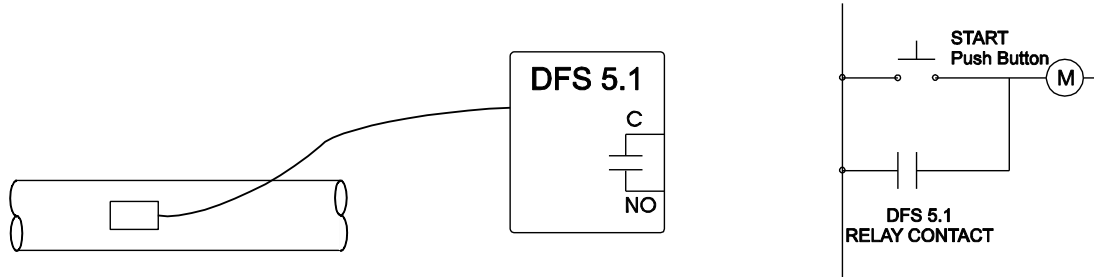 DFS 5.1
C
NO
START
Push Button
M
DFS 5.1
RELAY CONTACT